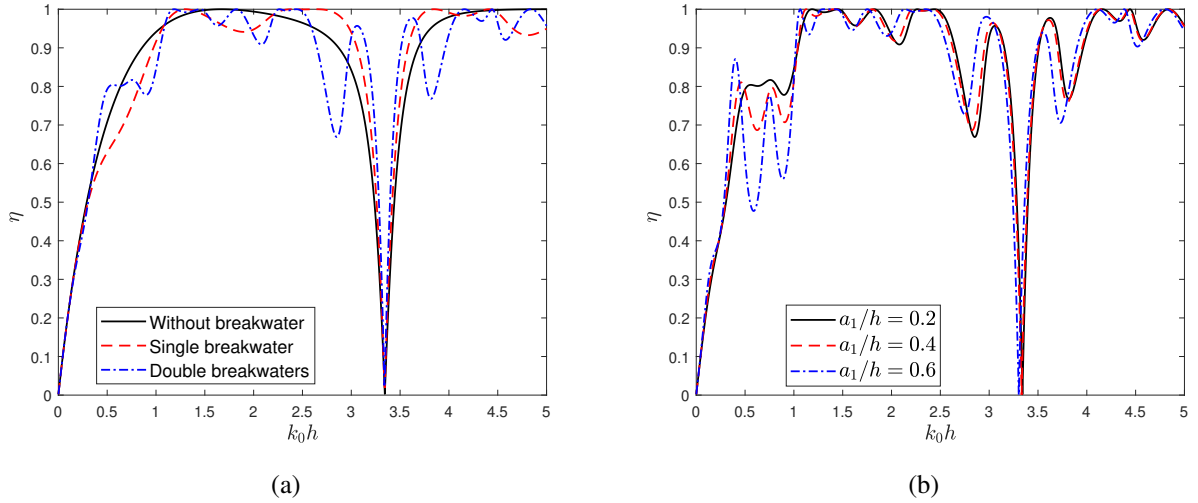 1
0.9
0.8
0.7
0.6
0.5
0.4
0.3
0.2
0.1
0
η
0 0.5 1 1.5 2 2.5 3 3.5 4 4.5 5
k₀h
Without breakwater
Single breakwater
Double breakwaters
(a)
1
0.9
0.8
0.7
0.6
0.5
0.4
0.3
0.2
0.1
0
η
0 0.5 1 1.5 2 2.5 3 3.5 4 4.5 5
k₀h
a₁/h = 0.2
a₁/h = 0.4
a₁/h = 0.6
(b)